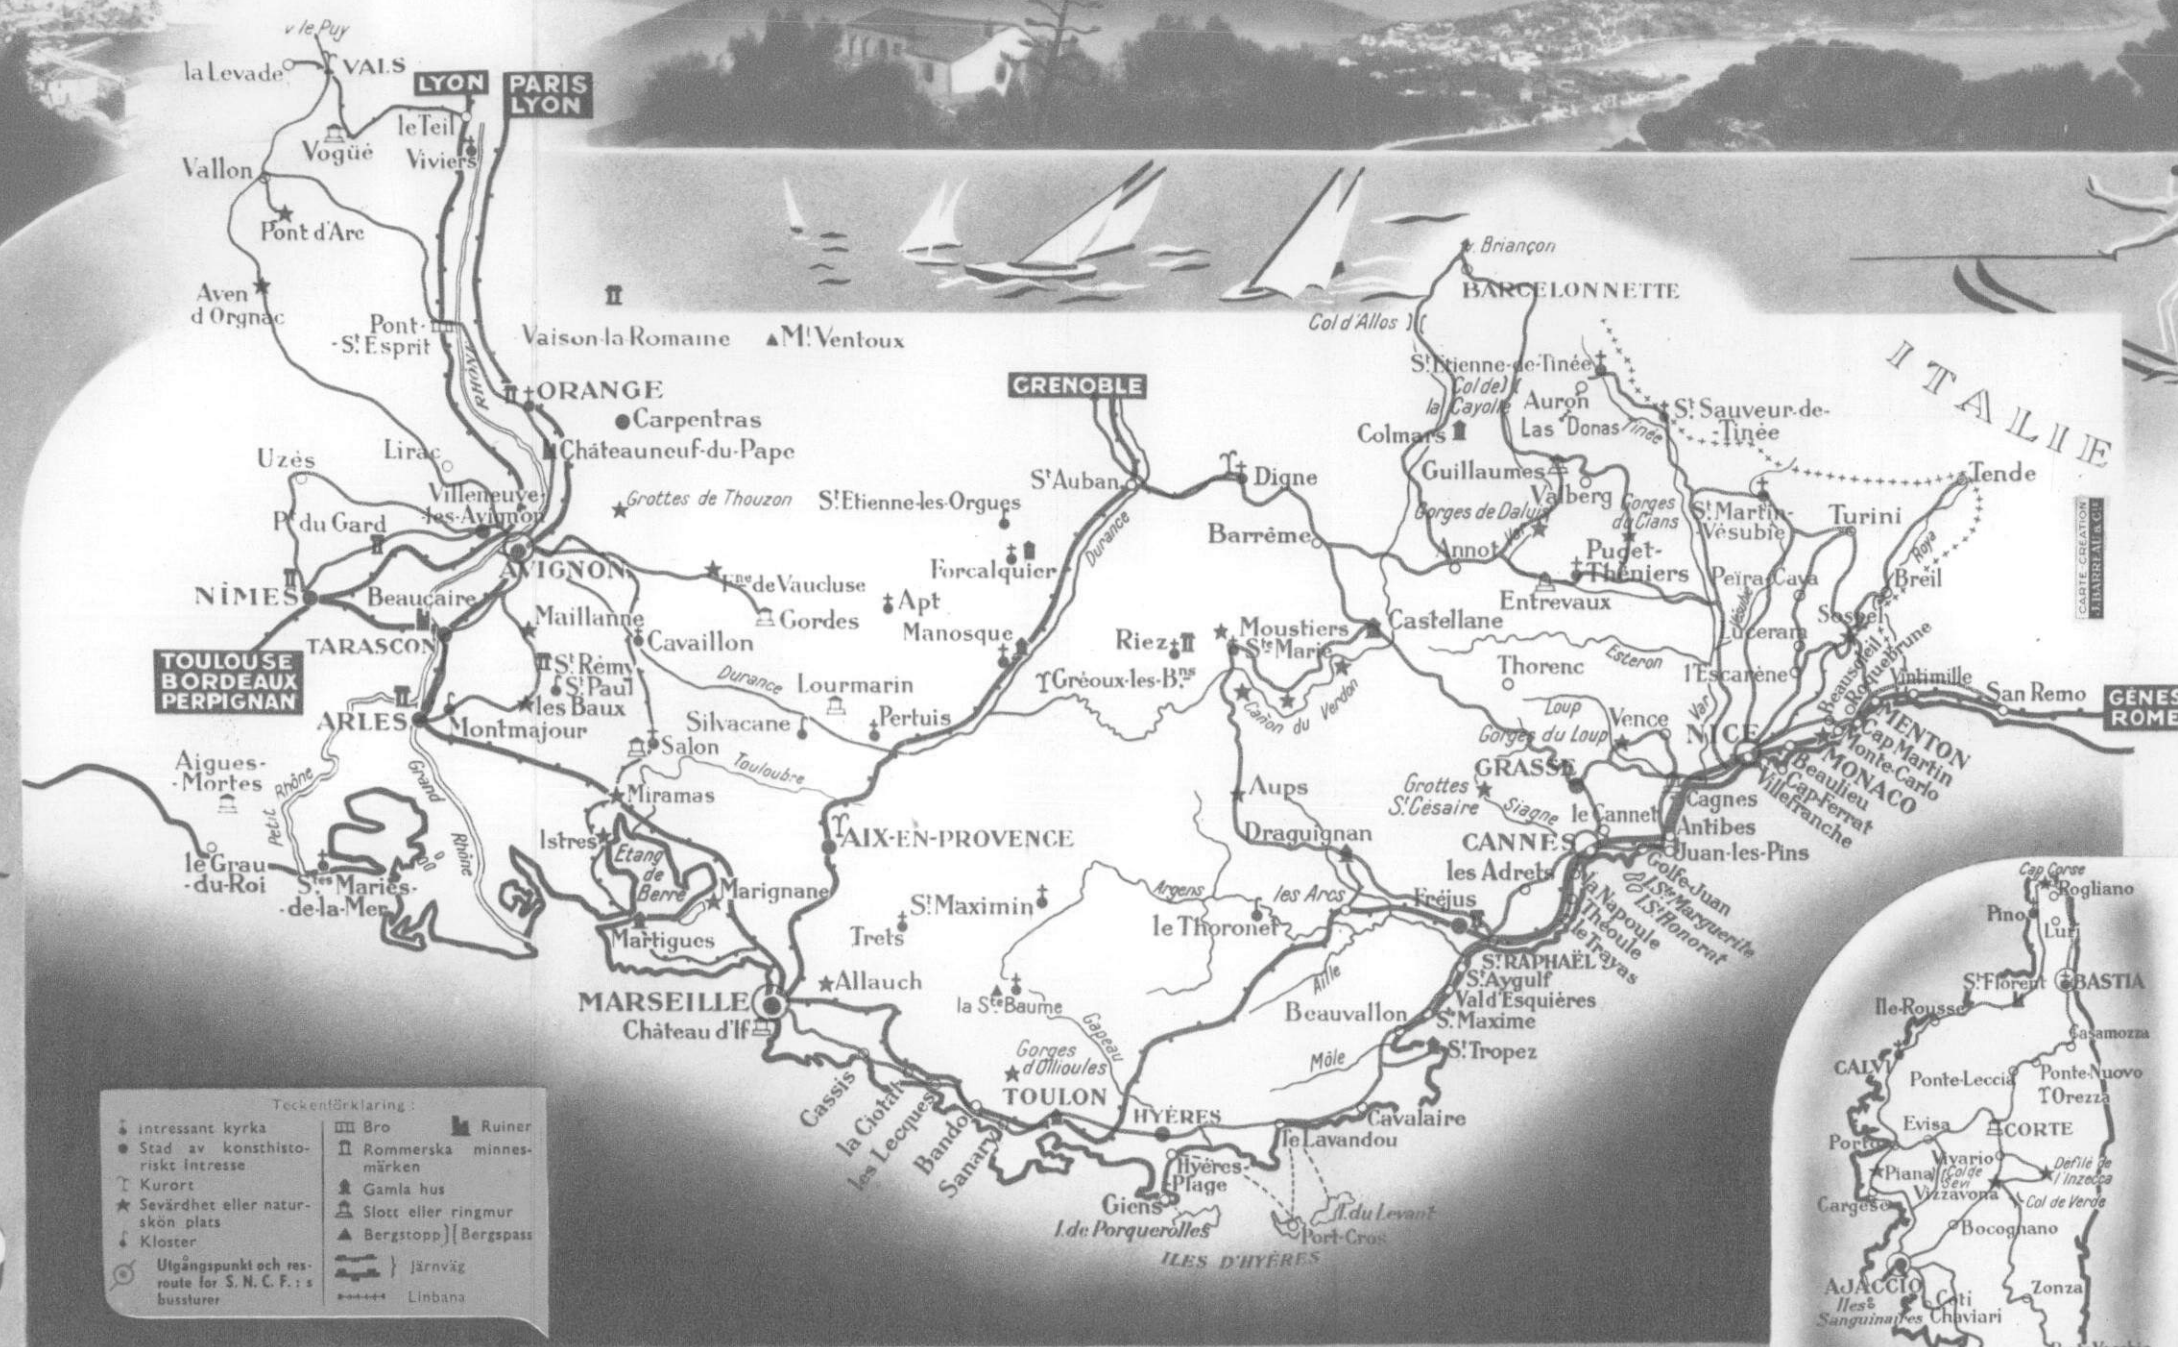 v le Puy
la Levade
VALS
LYON
PARIS
LYON
le Teil
Vogüé
Viviers
Vallon
Pont d'Arc
Aven
d'Orgnac
Pont-
-St Esprit
RHÔNE
Vaison-la-Romaine
Mt Ventoux
ORANGE
Carpentras
Châteauneuf-du-Pape
Uzés
Lirac
Villeneuve-
-les-Avignon
Grottes de Thouzon
Pt du Gard
AVIGNON
NÎMES
Beaucaire
TARASCON
TOULOUSE
BORDEAUX
PERPIGNAN
Maillanne
St Rémy
St Paul
les Baux
ARLES
Montmajour
Fne de Vaucluse
Gordes
Cavaillon
Apt
St Etienne-les-Orgues
Forcalquier
Manosque
Durance
Lourmarin
Silvacane
Pertuis
Salon
Touloubre
Aigues-
-Mortes
Petit Rhône
Grand Rhône
le Grau
-du-Roi
Stes Maries-
-de-la-Mer
Miramas
Istres
Etang
de
Berre
Marignane
Martigues
AIX-EN-PROVENCE
St Maximin
Trets
Allauch
MARSEILLE
Château d'If
la Ste Baume
Cassis
la Ciotat
les Lecques
Bandol
Sanary
Gorges
d'Ollioules
TOULON
Gapeau
HYÈRES
Hyères-
-Plage
Giens
I. de Porquerolles
ILES D'HYÈRES
Port-Cros
I. du Levant
le Lavandou
Cavalaire
GRENOBLE
St Auban
Durance
Digne
Barrême
Riez
Moustiers
Ste Marie
Gréoux-les-Bns
Cañon du Verdon
Castellane
Aups
Draguignan
Argens
les Arcs
le Thoronet
Aille
Môle
Beauvallon
Fréjus
St RAPHAËL
St Aygulf
Val d'Esquières
Ste Maxime
St Tropez
v. Briançon
BARCELONNETTE
Col d'Allos
St Etienne-de-Tinée
Col de
la Cayolle
Auron
Las Donas
Tinée
St Sauveur-de-
-Tinée
Colmars
Guillaumes
Valberg
Gorges de Daluis
Var
Gorges
du Cians
Annot
Puget-
-Théniers
Entrevaux
St Martin-
Vésubie
Turini
Tende
Roya
Breil
Peïra-Cava
Vésubie
Lucéram
Sospel
l'Escarène
Esteron
Thorenc
Loup
Gorges du Loup
Vence
Var
NICE
GRASSE
Grottes
St Césaire
Siagne
le Cannet
CANNES
les Adrets
Cagnes
Antibes
Juan-les-Pins
Golfe-Juan
I. Ste Marguerite
I. St Honorat
la Napoule
Théoule
le Trayas
Beausoleil
Roquebrune
Vintimille
San Remo
GÊNES
ROME
MENTON
Cap Martin
Monte-Carlo
MONACO
Beaulieu
Cap-Ferrat
Villefranche
ITALIE
CARTE-CREATION
J. BARREAU & Cie
Cap Corse
Rogliano
Pino
Luri
St Florent
BASTIA
Ile-Rousse
Casamozza
CALVI
Ponte-Leccia
Ponte-Nuovo
Orezza
Evisa
CORTE
Porto
Vivario
Piana
Col de
Sevi
Vizzavona
Défilé de
l'Inzecca
Col de Verde
Cargèse
Bocognano
AJACCIO
Iles
Sanguinaires
Coti
Chiavari
Zonza
Teckenförklaring :
Intressant kyrka
Stad av konsthisto-
riskt intresse
Kurort
Sevärdhet eller natur-
skön plats
Kloster
Utgångspunkt och res-
route for S. N. C. F. : s
bussturer
Bro
Ruiner
Rommerska minnes-
märken
Gamla hus
Slott eller ringmur
Bergstopp
Bergspass
Järnväg
Linbana